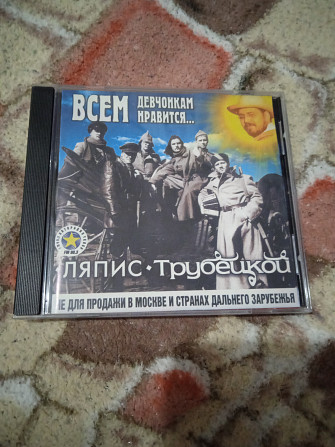 ВСЕМ ДЕВЧОНКАМ
НРАВИТСЯ...
ЛЯПИС • Трубецкой
НЕ ДЛЯ ПРОДАЖИ В МОСКВЕ И СТРАНАХ ДАЛЬНЕГО ЗАРУБЕЖЬЯ